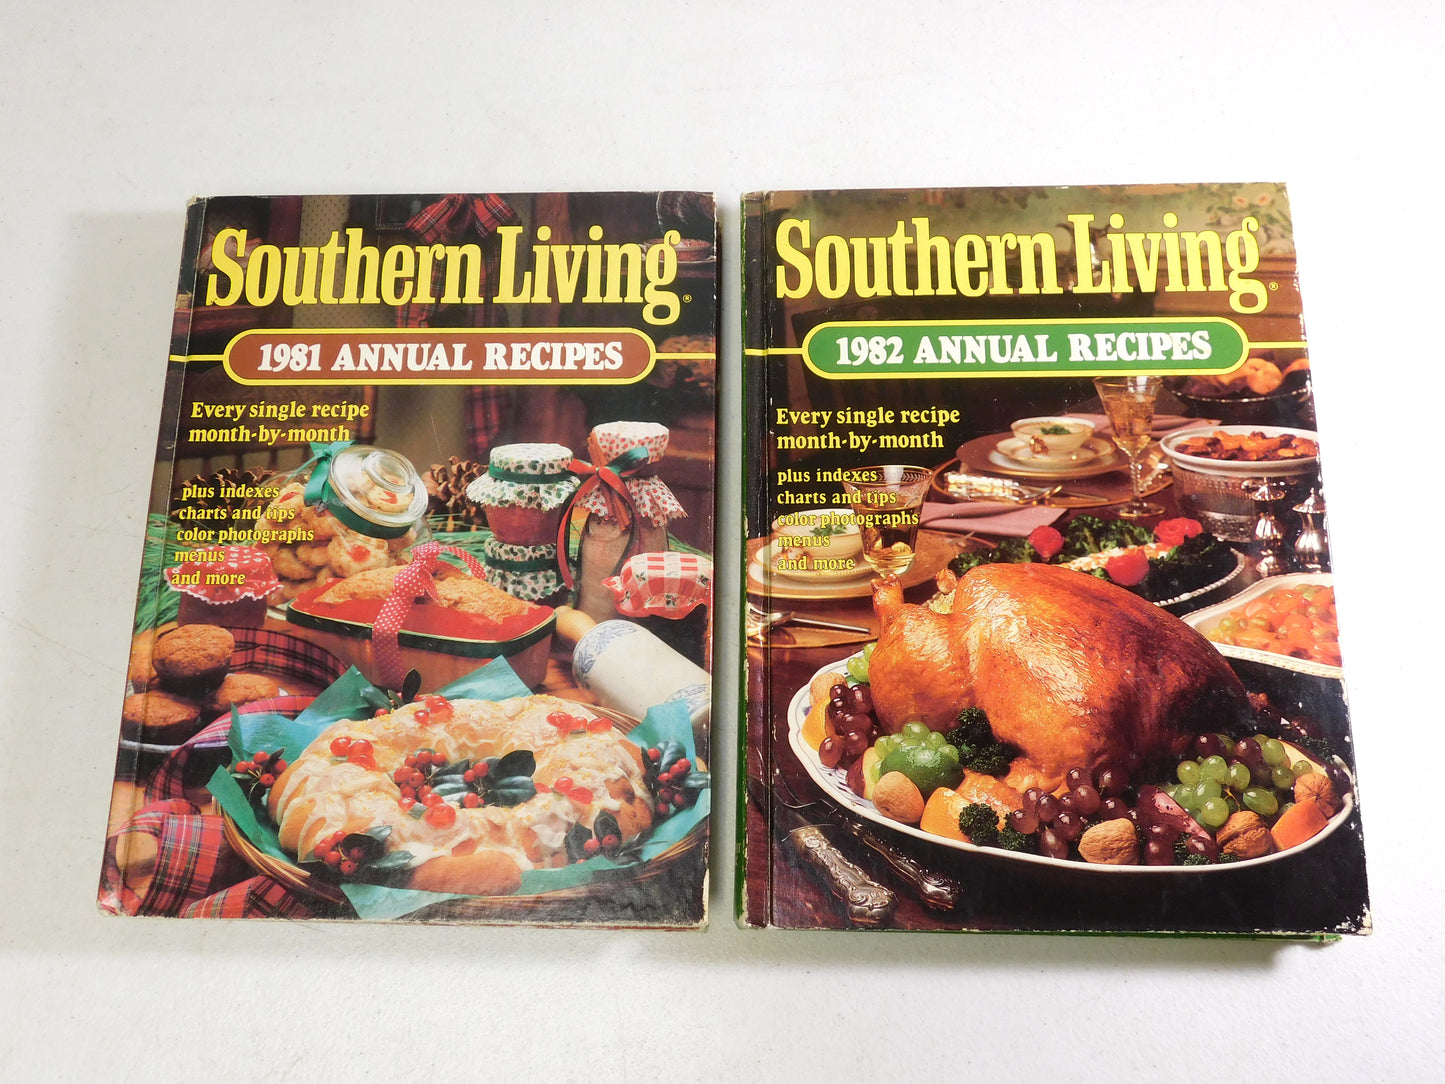 Southern Living®
1981 ANNUAL RECIPES
Every single recipe
month-by-month
plus indexes
charts and tips
color photographs
menus
and more
Southern Living®
1982 ANNUAL RECIPES
Every single recipe
month-by-month
plus indexes
charts and tips
color photographs
menus
and more